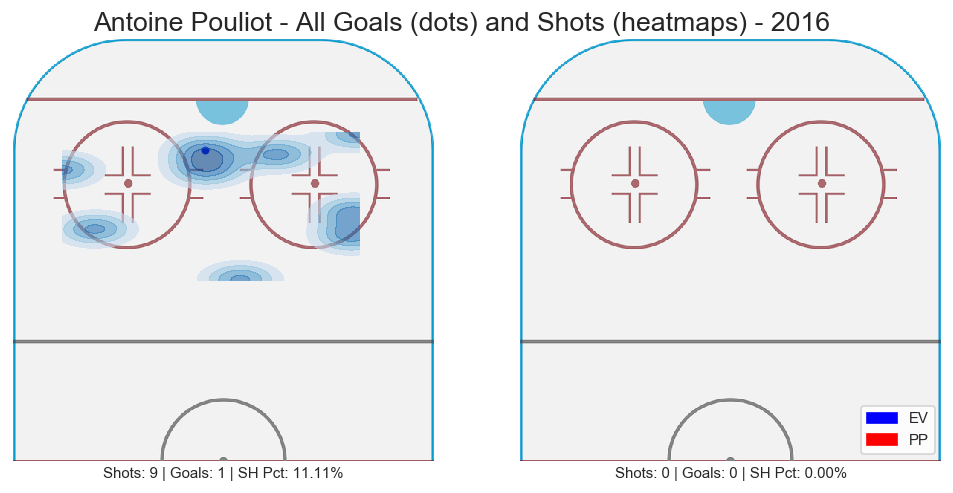 Antoine Pouliot - All Goals (dots) and Shots (heatmaps) - 2016
EV
PP
Shots: 9 | Goals: 1 | SH Pct: 11.11%
Shots: 0 | Goals: 0 | SH Pct: 0.00%